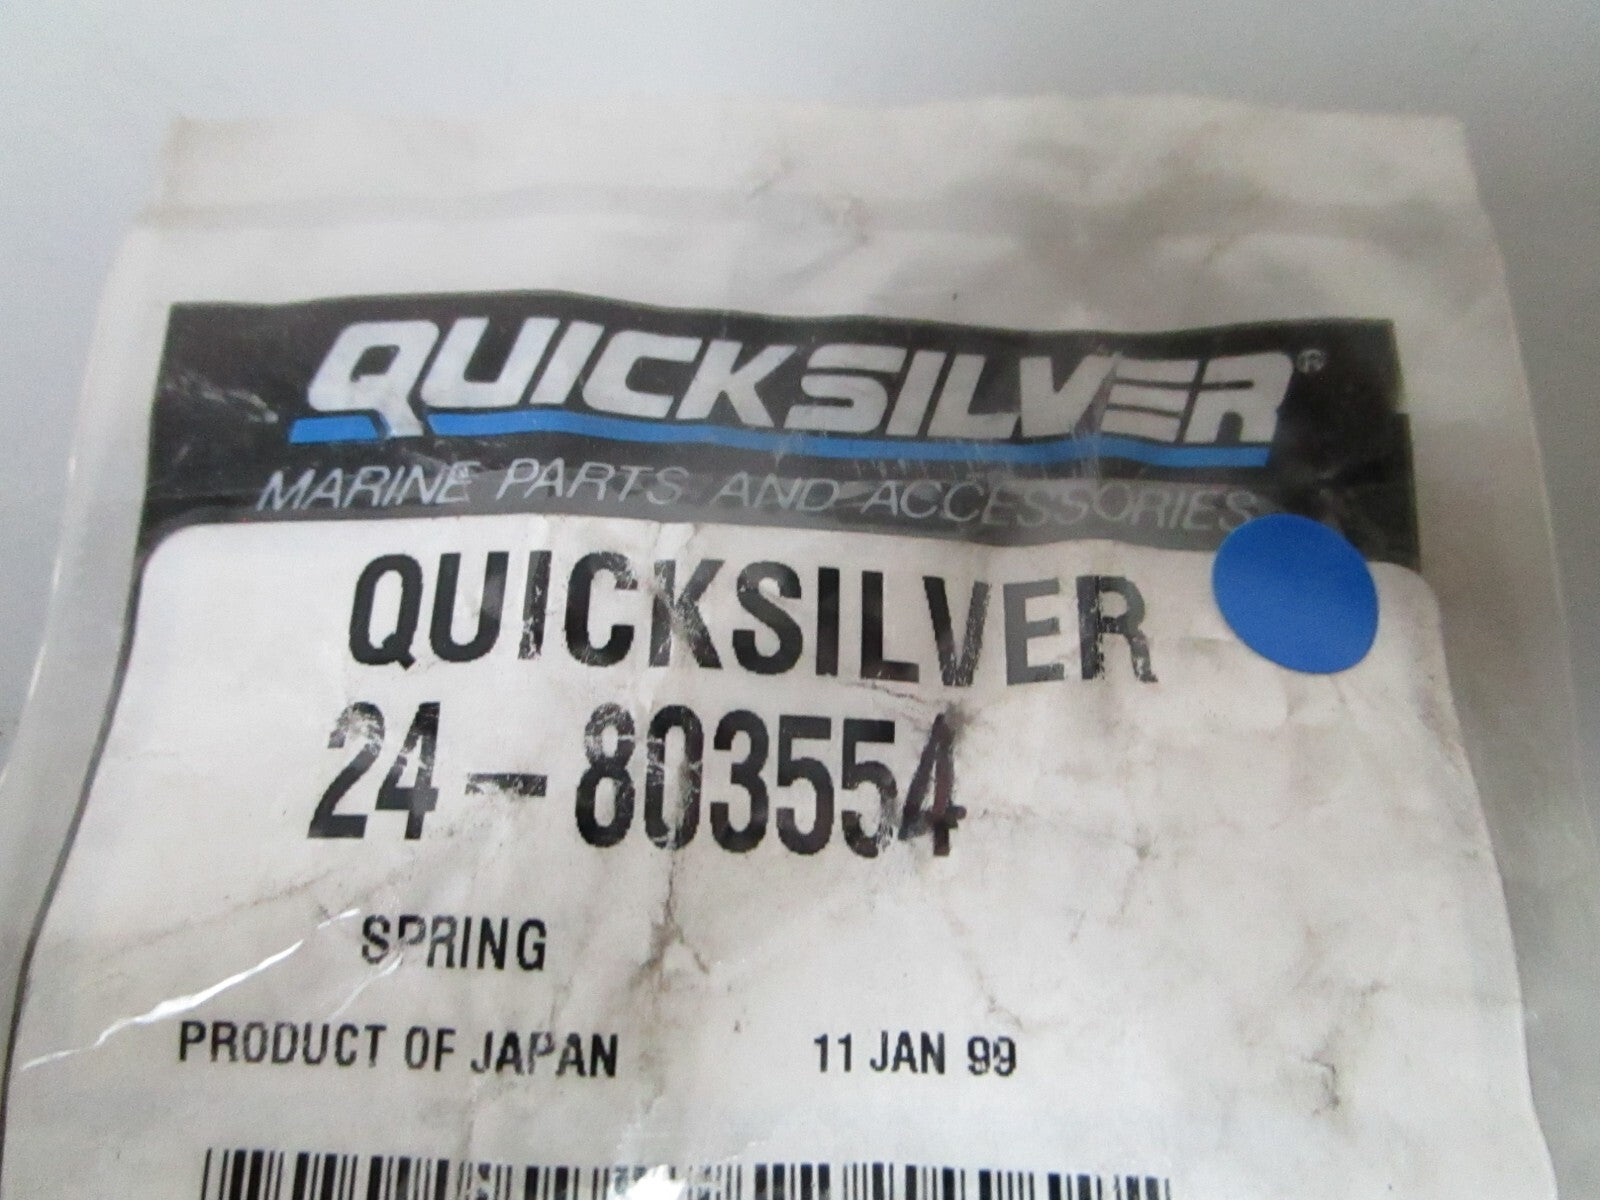 QUICKSILVER®
MARINE PARTS AND ACCESSORIES
QUICKSILVER
24-803554
SPRING
PRODUCT OF JAPAN 11 JAN 99